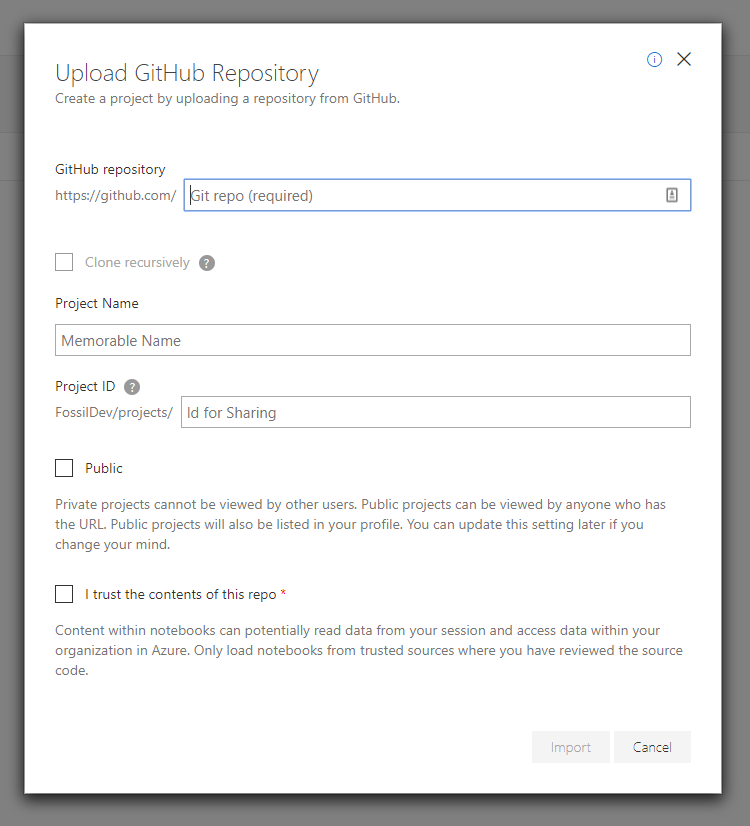 Upload GitHub Repository
Create a project by uploading a repository from GitHub.
GitHub repository
https://github.com/ Git repo (required)
Clone recursively ?
Project Name
Memorable Name
Project ID ?
FossilDev/projects/ Id for Sharing
Public
Private projects cannot be viewed by other users. Public projects can be viewed by anyone who has
the URL. Public projects will also be listed in your profile. You can update this setting later if you
change your mind.
I trust the contents of this repo *
Content within notebooks can potentially read data from your session and access data within your
organization in Azure. Only load notebooks from trusted sources where you have reviewed the source
code.
Import Cancel